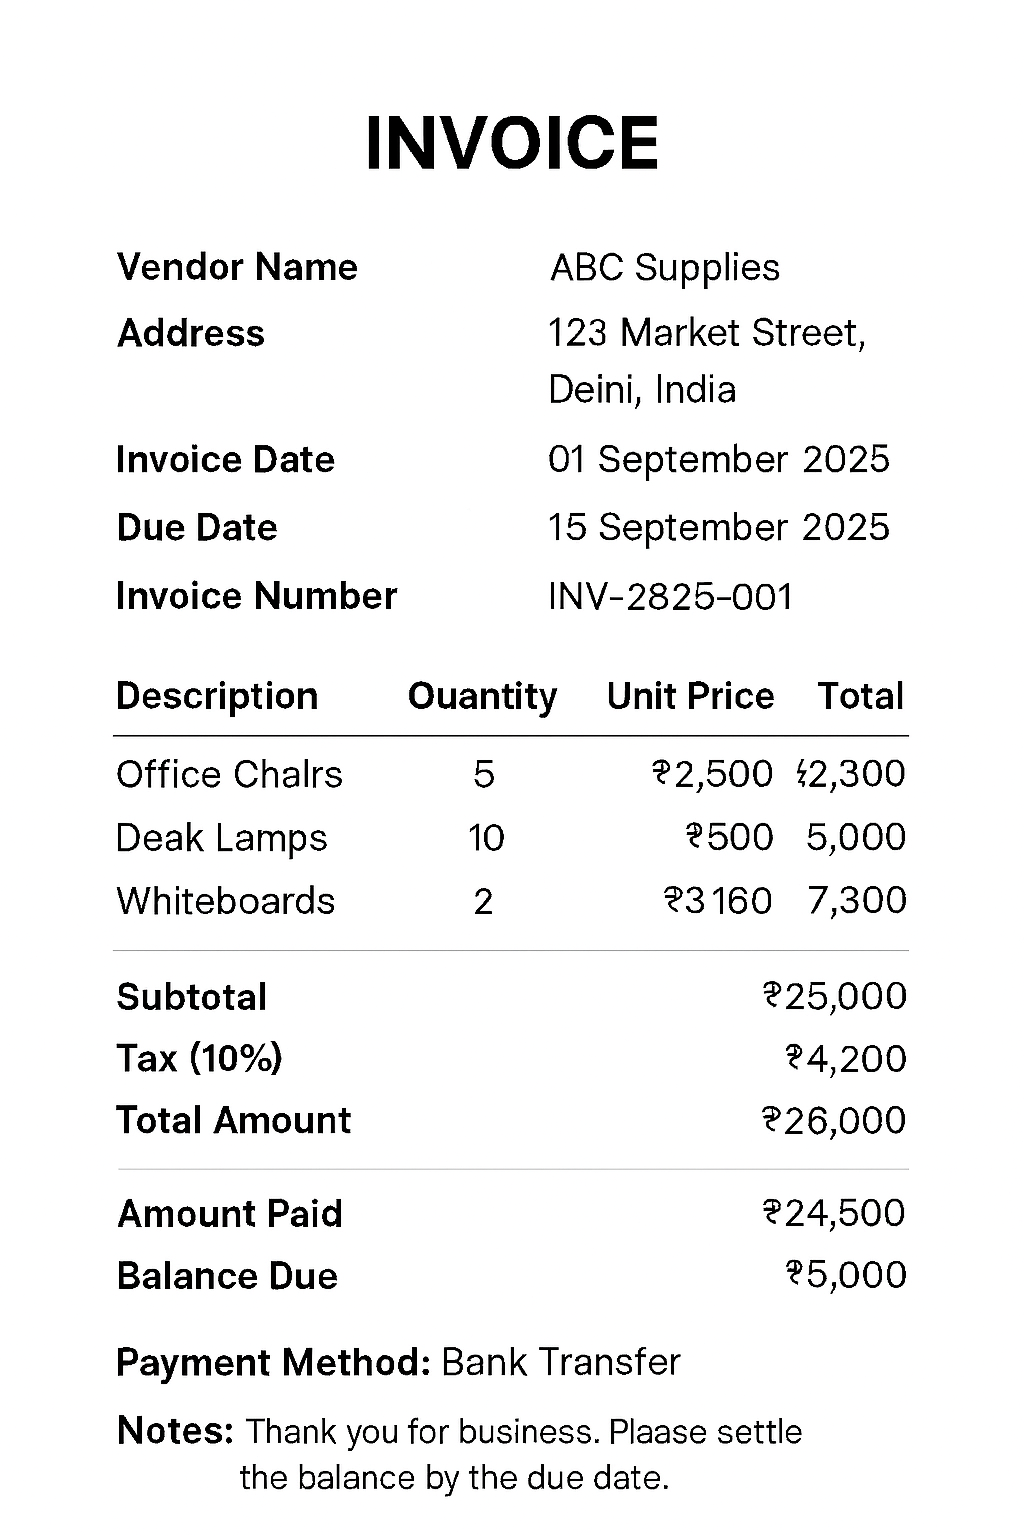 INVOICE
Vendor Name ABC Supplies
Address 123 Market Street,
Deini, India
Invoice Date 01 September 2025
Due Date 15 September 2025
Invoice Number INV-2825-001
Description Ouantity Unit Price Total
Office Chalrs 5 ₹2,500 2,300
Deak Lamps 10 ₹500 5,000
Whiteboards 2 ₹3160 7,300
Subtotal ₹25,000
Tax (10%) ₹4,200
Total Amount ₹26,000
Amount Paid ₹24,500
Balance Due ₹5,000
Payment Method: Bank Transfer
Notes: Thank you for business. Plaase settle
the balance by the due date.